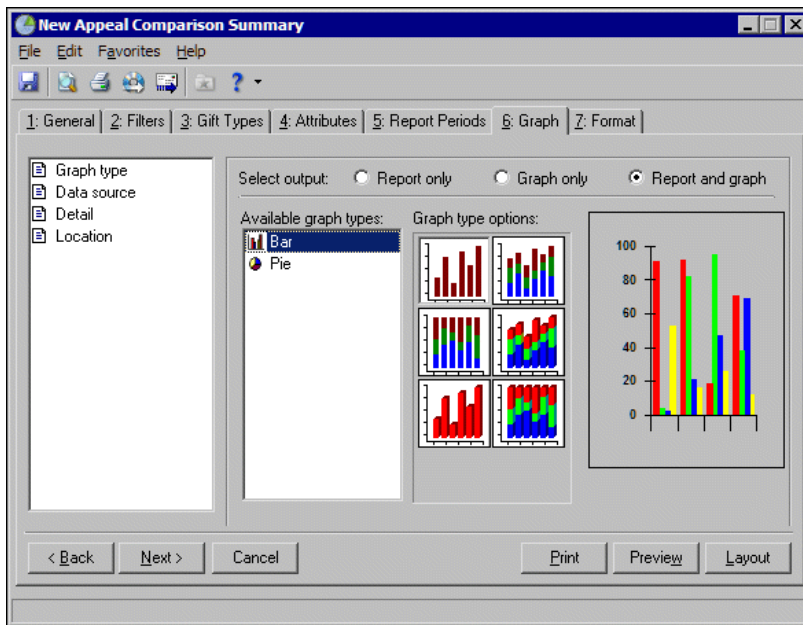 New Appeal Comparison Summary
File Edit Favorites Help
1: General 2: Filters 3: Gift Types 4: Attributes 5: Report Periods 6: Graph 7: Format
Graph type
Data source
Detail
Location
Select output: Report only Graph only Report and graph
Available graph types:
Bar
Pie
Graph type options:
100
80
60
40
20
0
< Back Next > Cancel Print Preview Layout